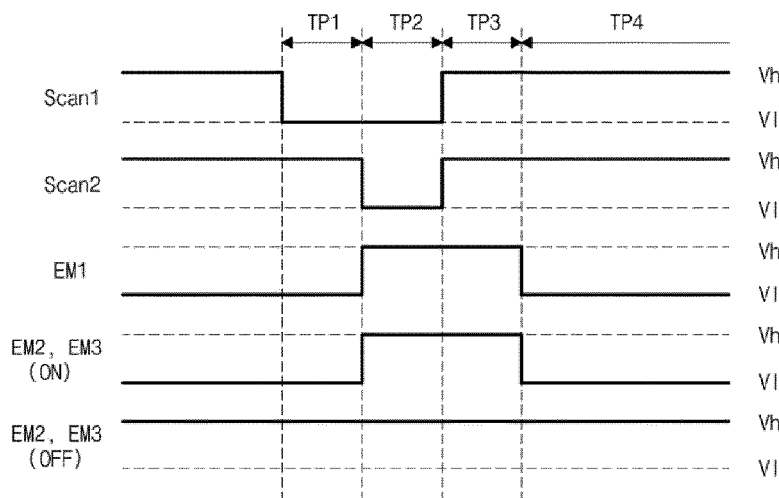 TP1 TP2 TP3 TP4
Scan1 Vh
Vl
Scan2 Vh
Vl
EM1 Vh
Vl
EM2, EM3
(ON) Vh
Vl
EM2, EM3
(OFF) Vh
Vl